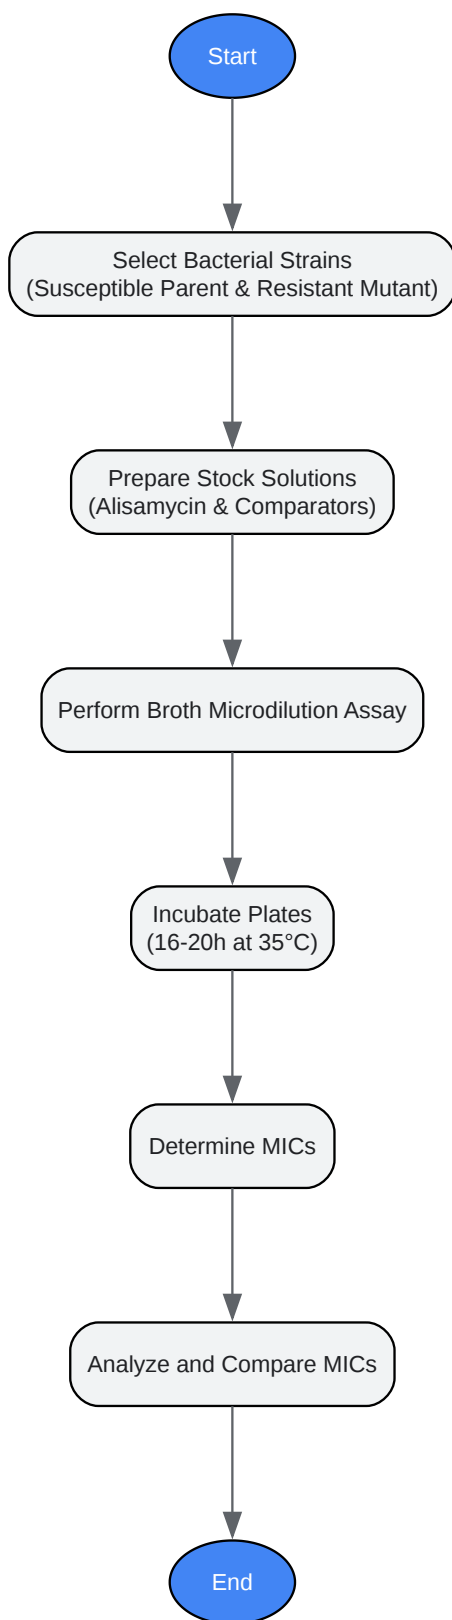 Start
Select Bacterial Strains
(Susceptible Parent & Resistant Mutant)
Prepare Stock Solutions
(Alisamycin & Comparators)
Perform Broth Microdilution Assay
Incubate Plates
(16-20h at 35°C)
Determine MICs
Analyze and Compare MICs
End